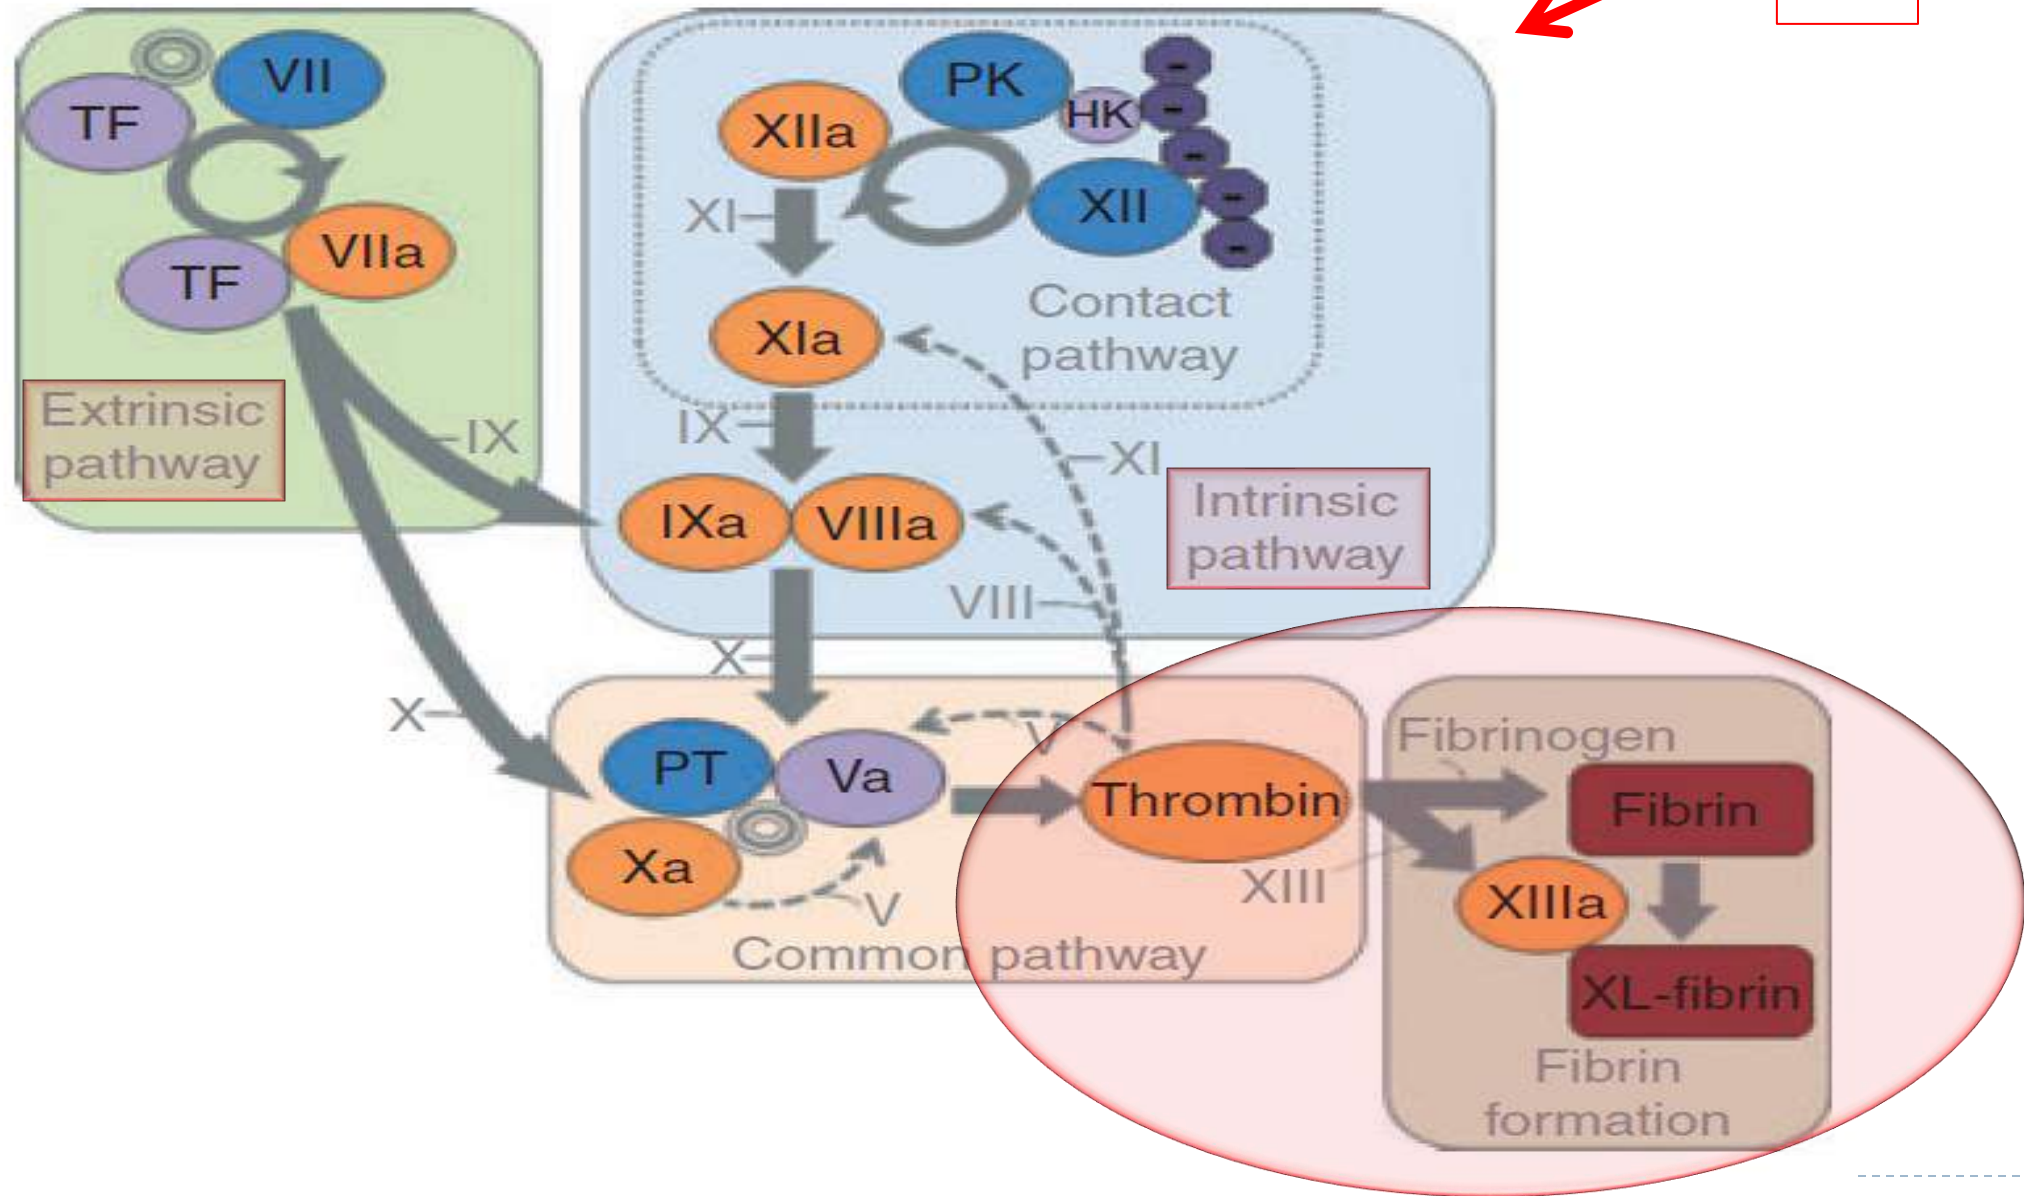 VII
TF
TF
VIIa
Extrinsic
pathway
IX
X
PK
HK
-
-
-
-
-
XIIa
XII
XI
XIa
Contact
pathway
IX
XI
IXa
VIIIa
Intrinsic
pathway
VIII
X
PT
Va
V
Xa
V
Common pathway
Thrombin
XIII
Fibrinogen
Fibrin
XIIIa
XL-fibrin
Fibrin
formation